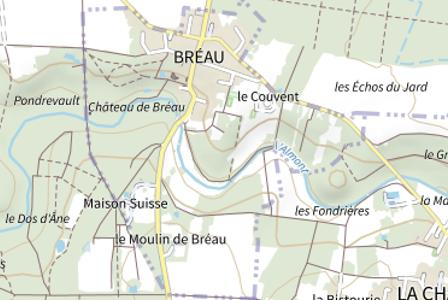 BRÉAU
les Échos du Jard
Pondrevault
Château de Bréau
le Couvent
l'Almont
le Gr
Maison Suisse
la Ma
le Dos d'Âne
les Fondrières
le Moulin de Bréau
s
la Bistourie
LA CH